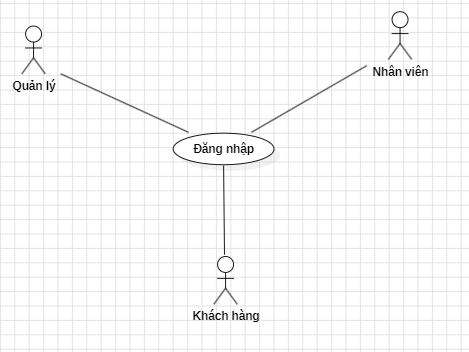 Nhân viên
Quản lý
Đăng nhập
Khách hàng